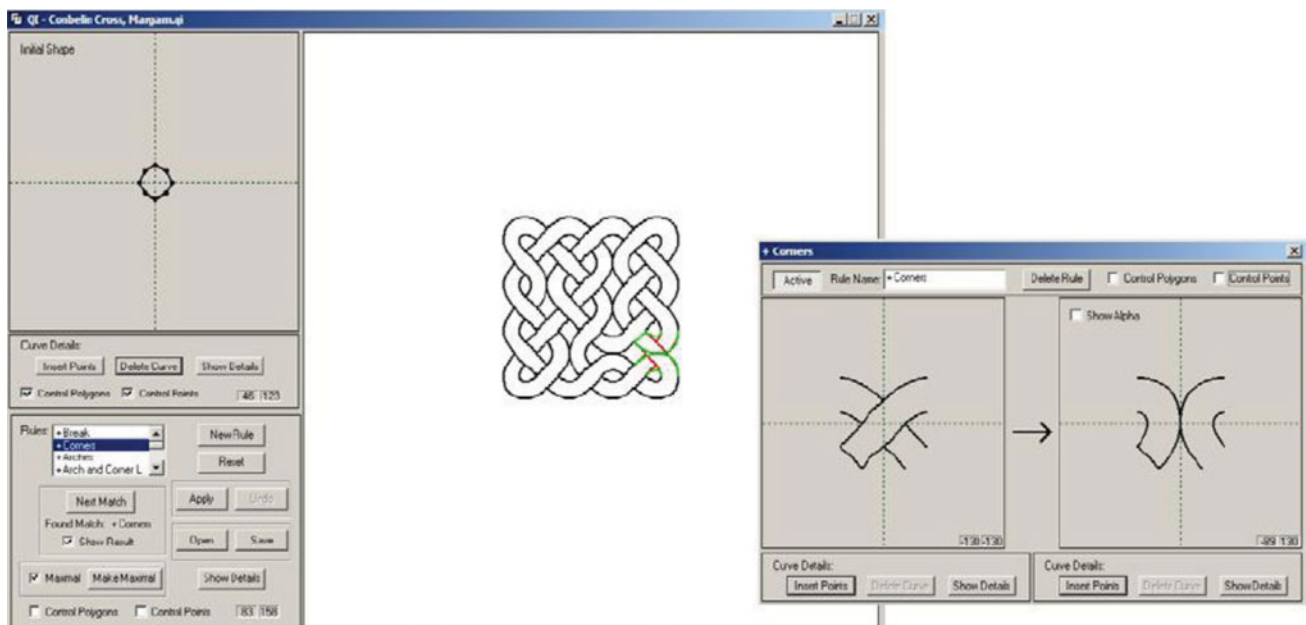 QI - Conbelin Cross, Margam.qi
Initial Shape
Curve Details:
Insert Points Delete Curve Show Details
Control Polygons Control Points 46 123
Rules:
+ Break
+ Corners
+ Arches
+ Arch and Corner L
New Rule
Reset
Next Match
Found Match: + Corners
Show Result
Apply Undo
Open Save
Maximal Make Maximal Show Details
Control Polygons Control Points 83 158
+ Corners
Active Rule Name: + Corners Delete Rule Control Polygons Control Points
Show Alpha
-130 -130
-89 130
Curve Details:
Insert Points Delete Curve Show Details
Curve Details:
Insert Points Delete Curve Show Details